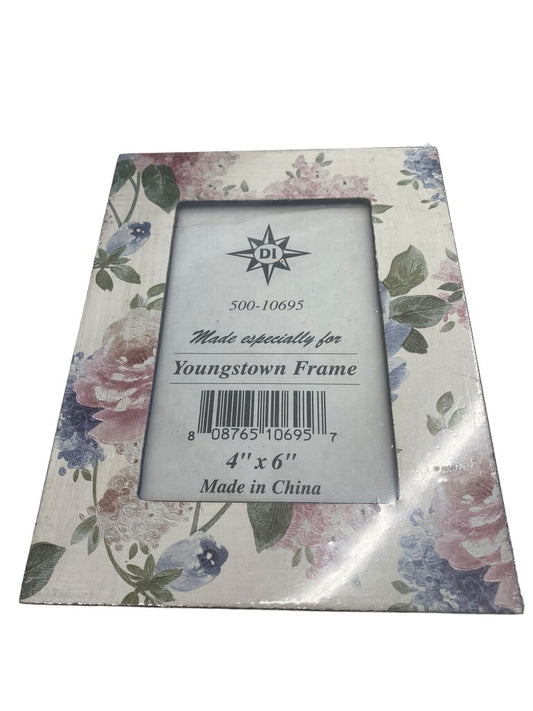 DI
500-10695
Made especially for
Youngstown Frame
8 08765 10695 7
4" x 6"
Made in China